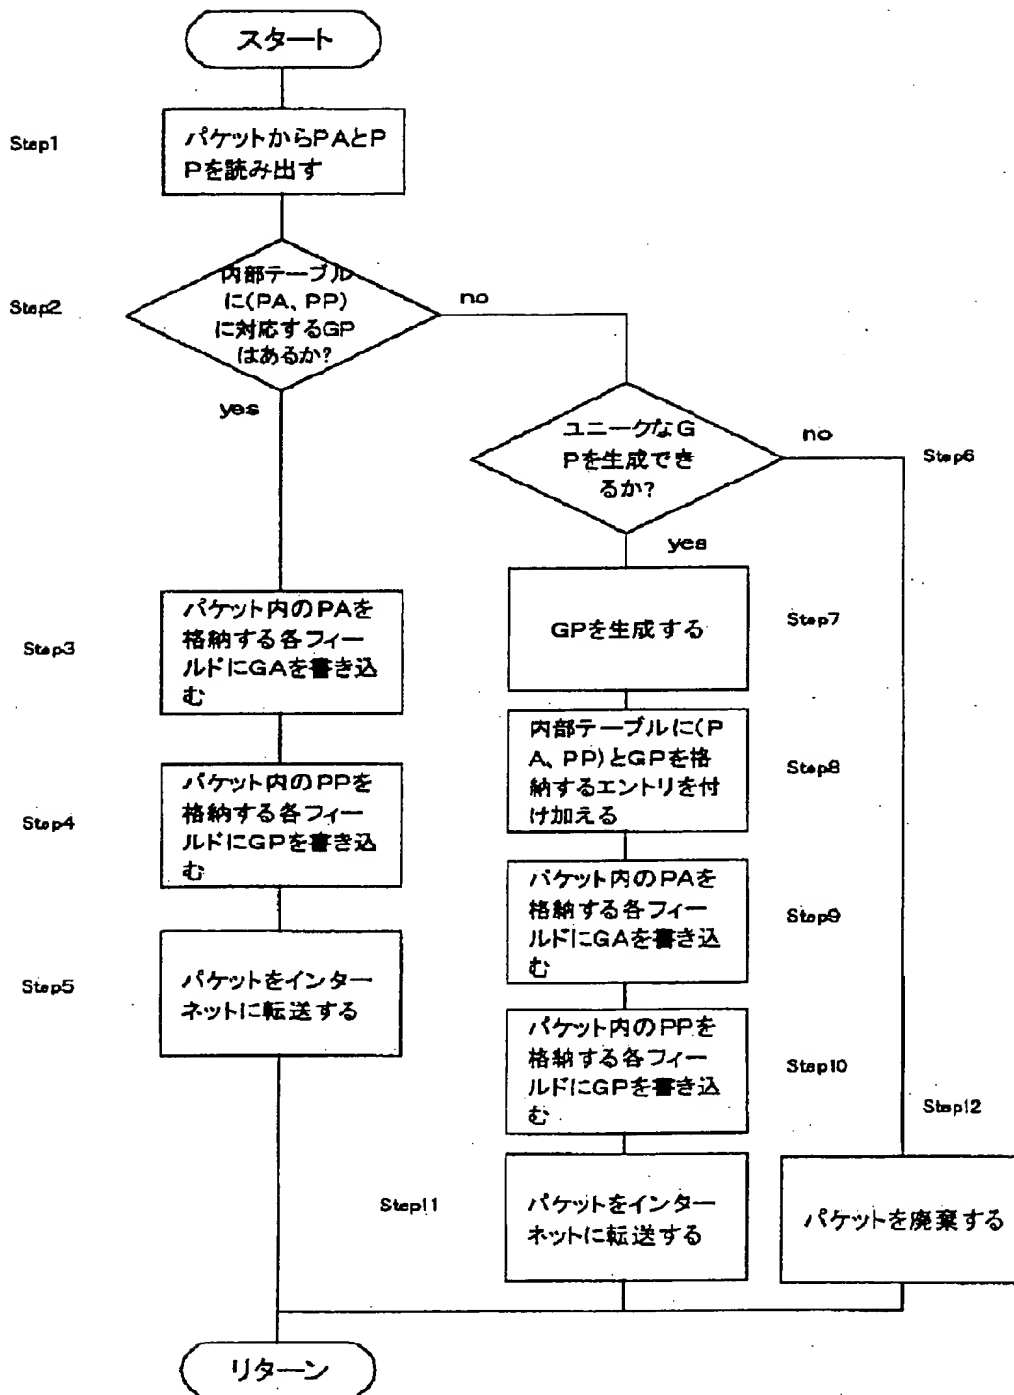 スタート
Step1
パケットからPAとP
Pを読み出す
Step2
内部テーブル
に(PA、PP)
に対応するGP
はあるか?
no
yes
ユニークなG
Pを生成でき
るか?
no
Step6
yes
Step3
パケット内のPAを
格納する各フィー
ルドにGAを書き込
む
GPを生成する
Step7
Step4
パケット内のPPを
格納する各フィー
ルドにGPを書き込
む
内部テーブルに(P
A、PP)とGPを格
納するエントリを付
け加える
Step8
Step5
パケットをインター
ネットに転送する
パケット内のPAを
格納する各フィー
ルドにGAを書き込
む
Step9
パケット内のPPを
格納する各フィー
ルドにGPを書き込
む
Step10
Step11
パケットをインター
ネットに転送する
Step12
パケットを廃棄する
リターン